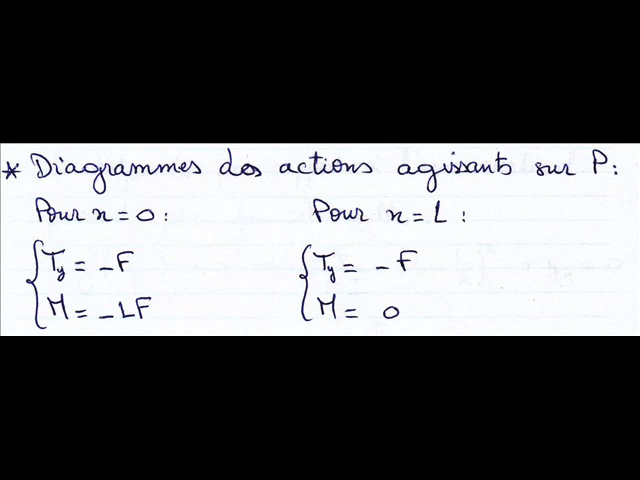 * Diagrammes des actions agissants sur P:
Pour x = 0 : Pour x = L :
{ Ty = -F { Ty = -F
M = -LF M = 0